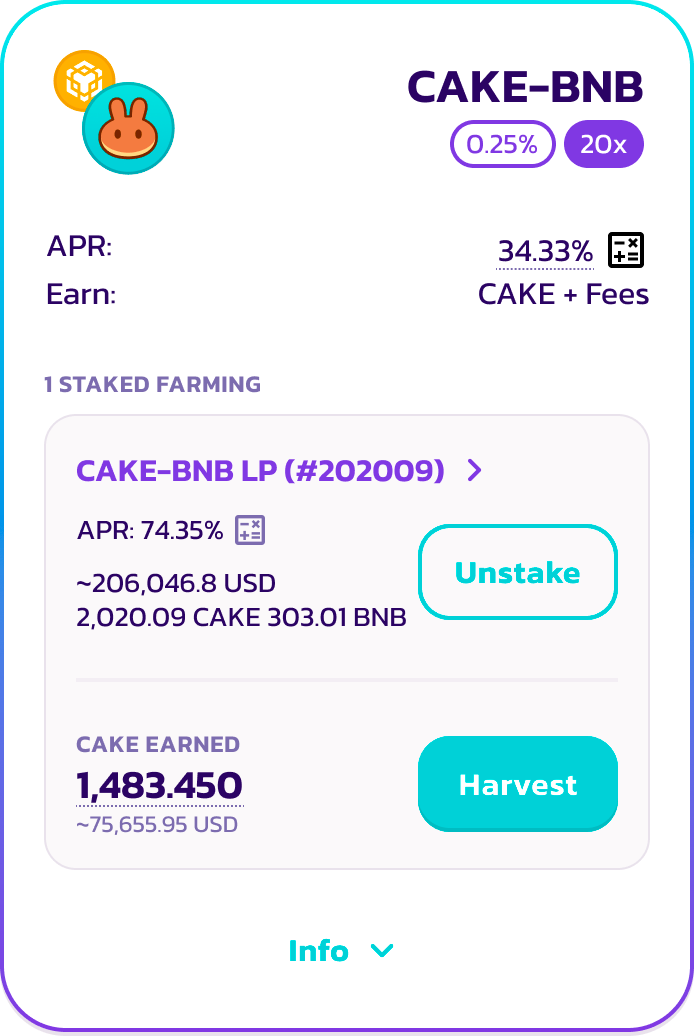 CAKE-BNB
0.25% 20x
APR: 34.33%
Earn: CAKE + Fees
1 STAKED FARMING
CAKE-BNB LP (#202009)
APR: 74.35%
~206,046.8 USD
2,020.09 CAKE 303.01 BNB
Unstake
CAKE EARNED
1,483.450
~75,655.95 USD
Harvest
Info